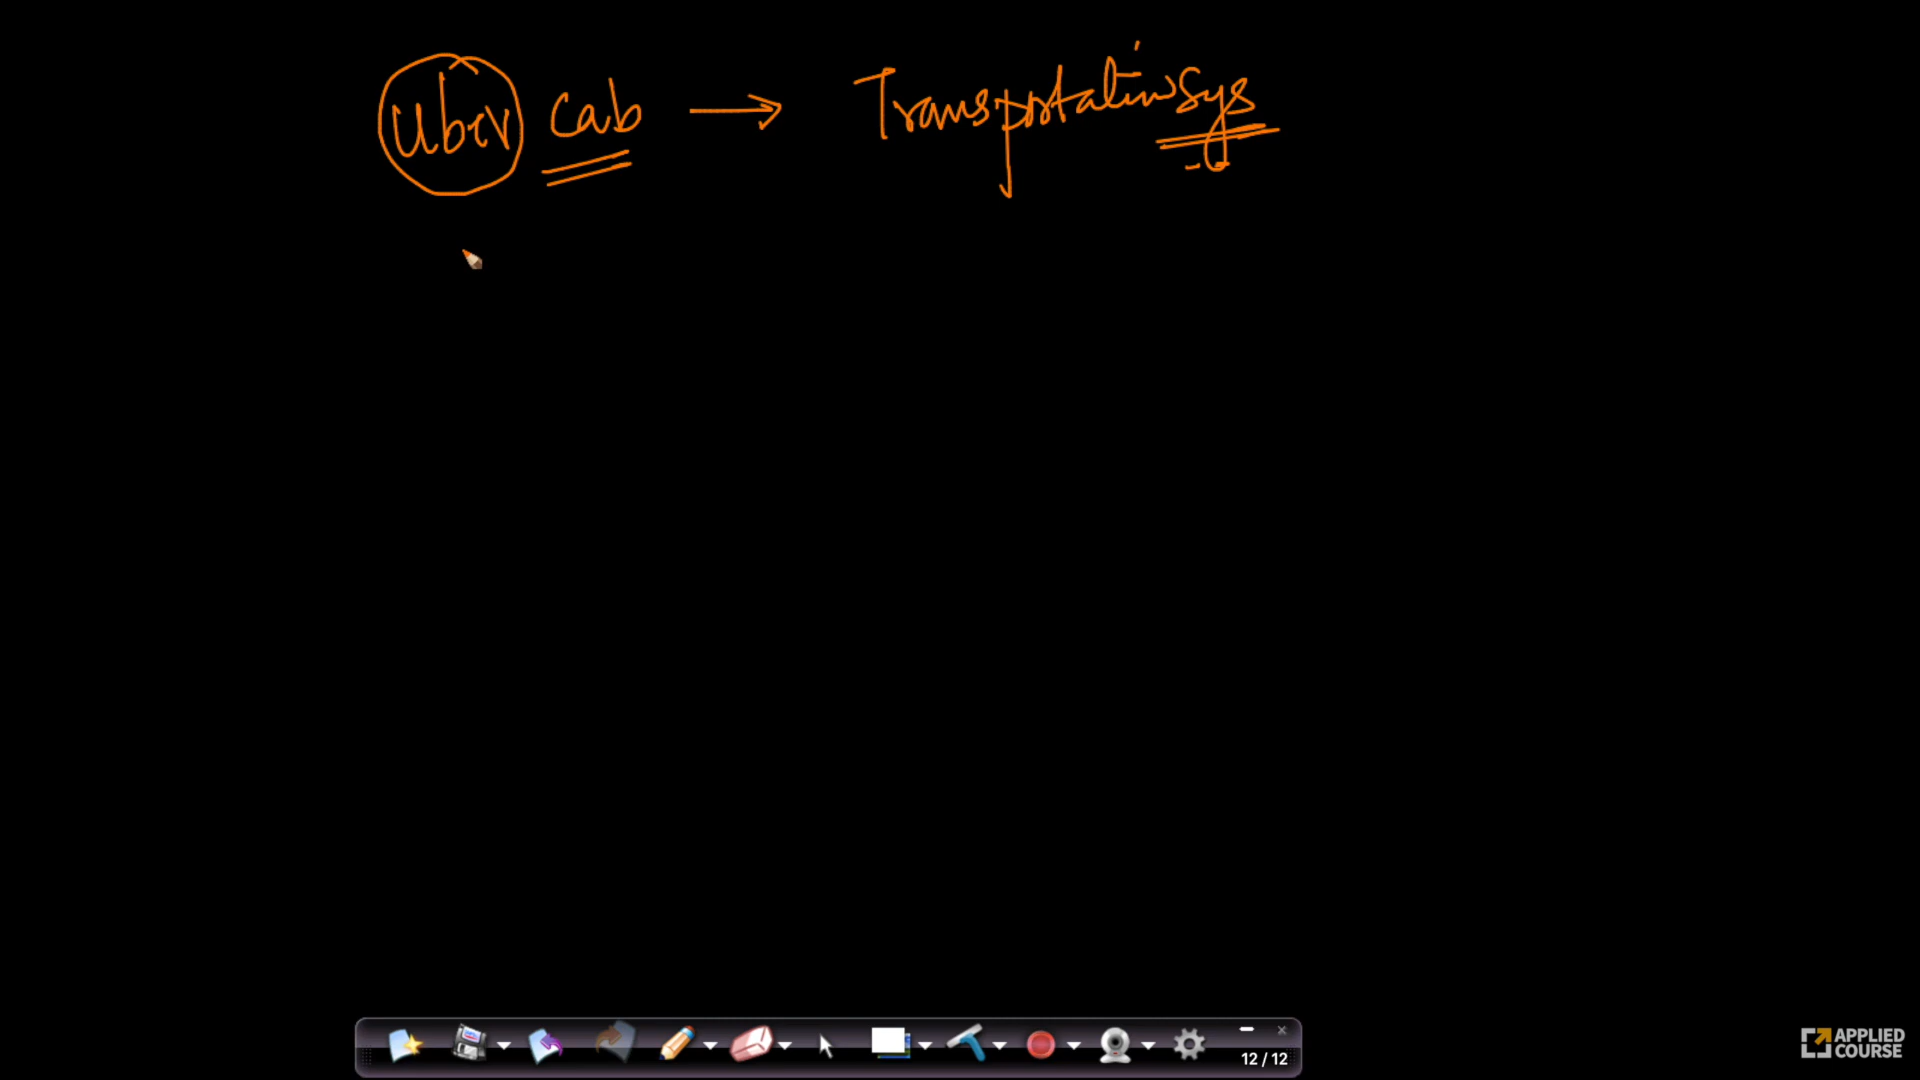 Uber cab → Transportation sys
12 / 12
APPLIED
COURSE